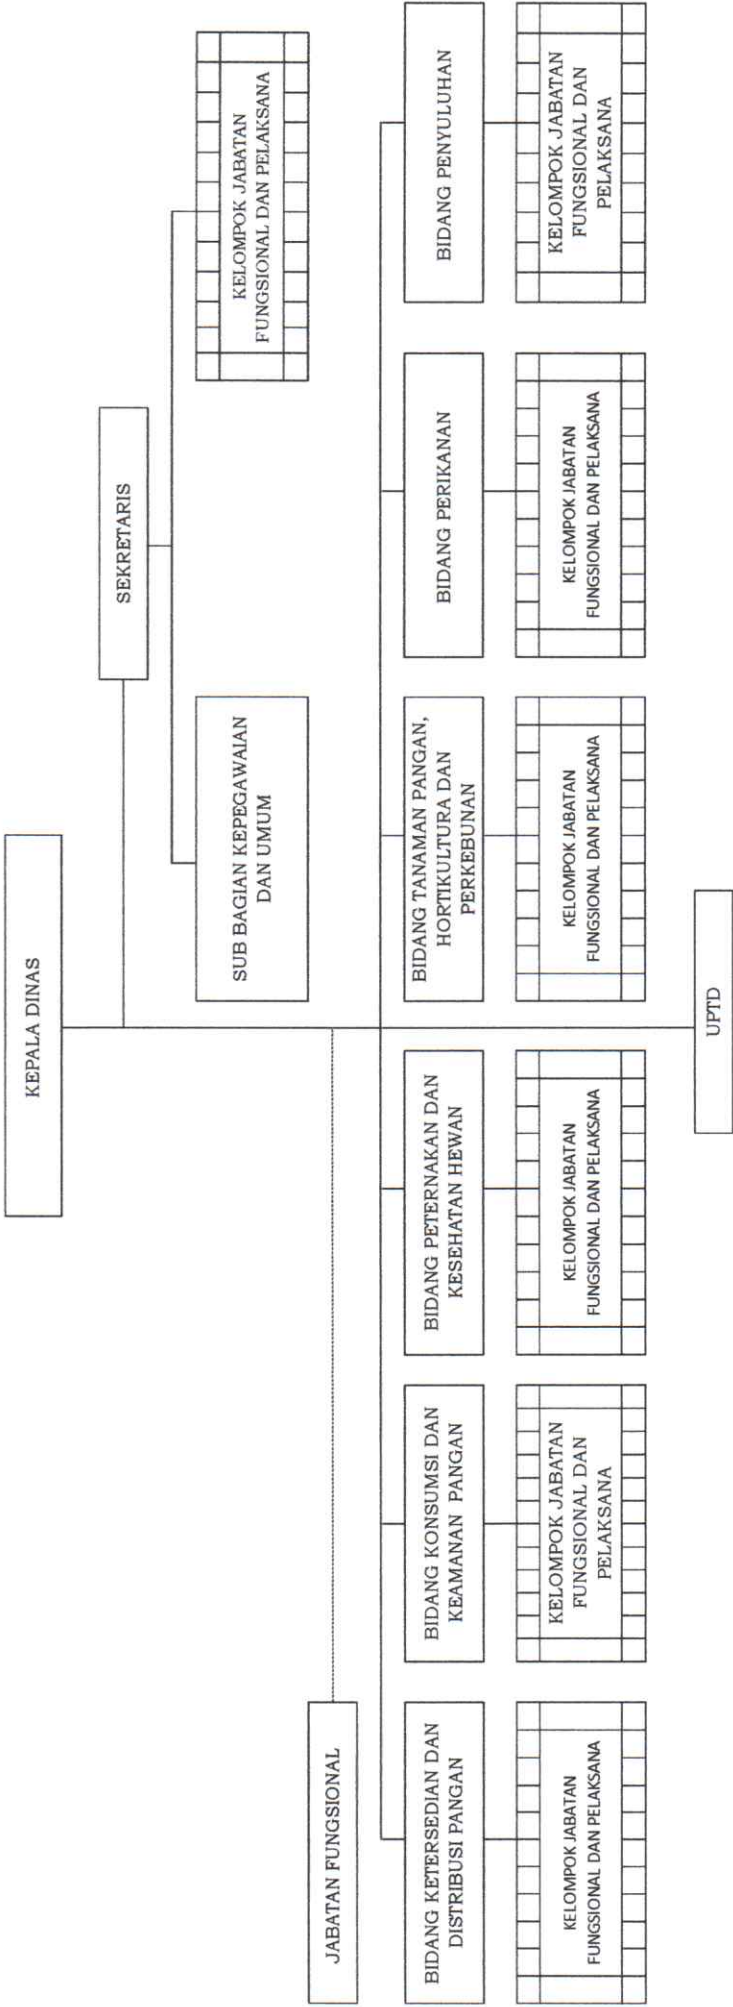 KEPALA DINAS
SEKRETARIS
SUB BAGIAN KEPEGAWAIAN
DAN UMUM
KELOMPOK JABATAN
FUNGSIONAL DAN PELAKSANA
JABATAN FUNGSIONAL
BIDANG KETERSEDIAN DAN
DISTRIBUSI PANGAN
BIDANG KONSUMSI DAN
KEAMANAN PANGAN
BIDANG PETERNAKAN DAN
KESEHATAN HEWAN
BIDANG TANAMAN PANGAN,
HORTIKULTURA DAN
PERKEBUNAN
BIDANG PERIKANAN
BIDANG PENYULUHAN
KELOMPOK JABATAN
FUNGSIONAL DAN PELAKSANA
KELOMPOK JABATAN
FUNGSIONAL DAN
PELAKSANA
KELOMPOK JABATAN
FUNGSIONAL DAN PELAKSANA
KELOMPOK JABATAN
FUNGSIONAL DAN PELAKSANA
KELOMPOK JABATAN
FUNGSIONAL DAN PELAKSANA
KELOMPOK JABATAN
FUNGSIONAL DAN
PELAKSANA
UPTD